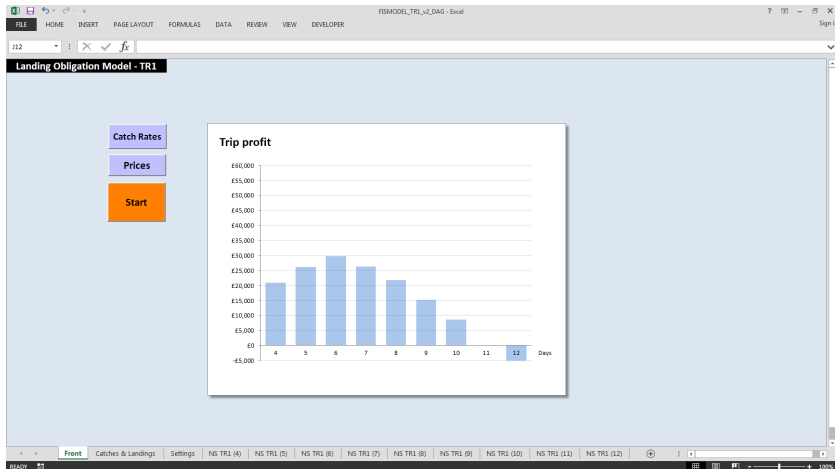 FISMODEL_TR1_v2_DAG - Excel
FILE HOME INSERT PAGE LAYOUT FORMULAS DATA REVIEW VIEW DEVELOPER
Sign i
J12 fx
Landing Obligation Model - TR1
Catch Rates
Prices
Start
Trip profit
£60,000
£55,000
£50,000
£45,000
£40,000
£35,000
£30,000
£25,000
£20,000
£15,000
£10,000
£5,000
£0
-£5,000
4 5 6 7 8 9 10 11 12 Days
Front Catches & Landings Settings NS TR1 (4) NS TR1 (5) NS TR1 (6) NS TR1 (7) NS TR1 (8) NS TR1 (9) NS TR1 (10) NS TR1 (11) NS TR1 (12)
READY 100%